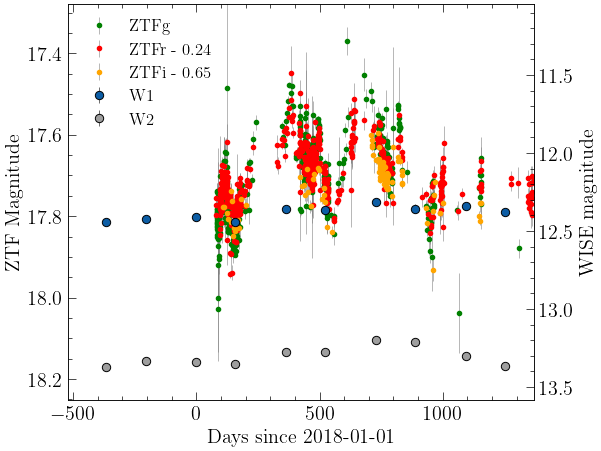 ZTFg
ZTFr - 0.24
ZTFi - 0.65
W1
W2
17.4
17.6
17.8
18.0
18.2
ZTF Magnitude
11.5
12.0
12.5
13.0
13.5
WISE magnitude
−500
0
500
1000
Days since 2018-01-01